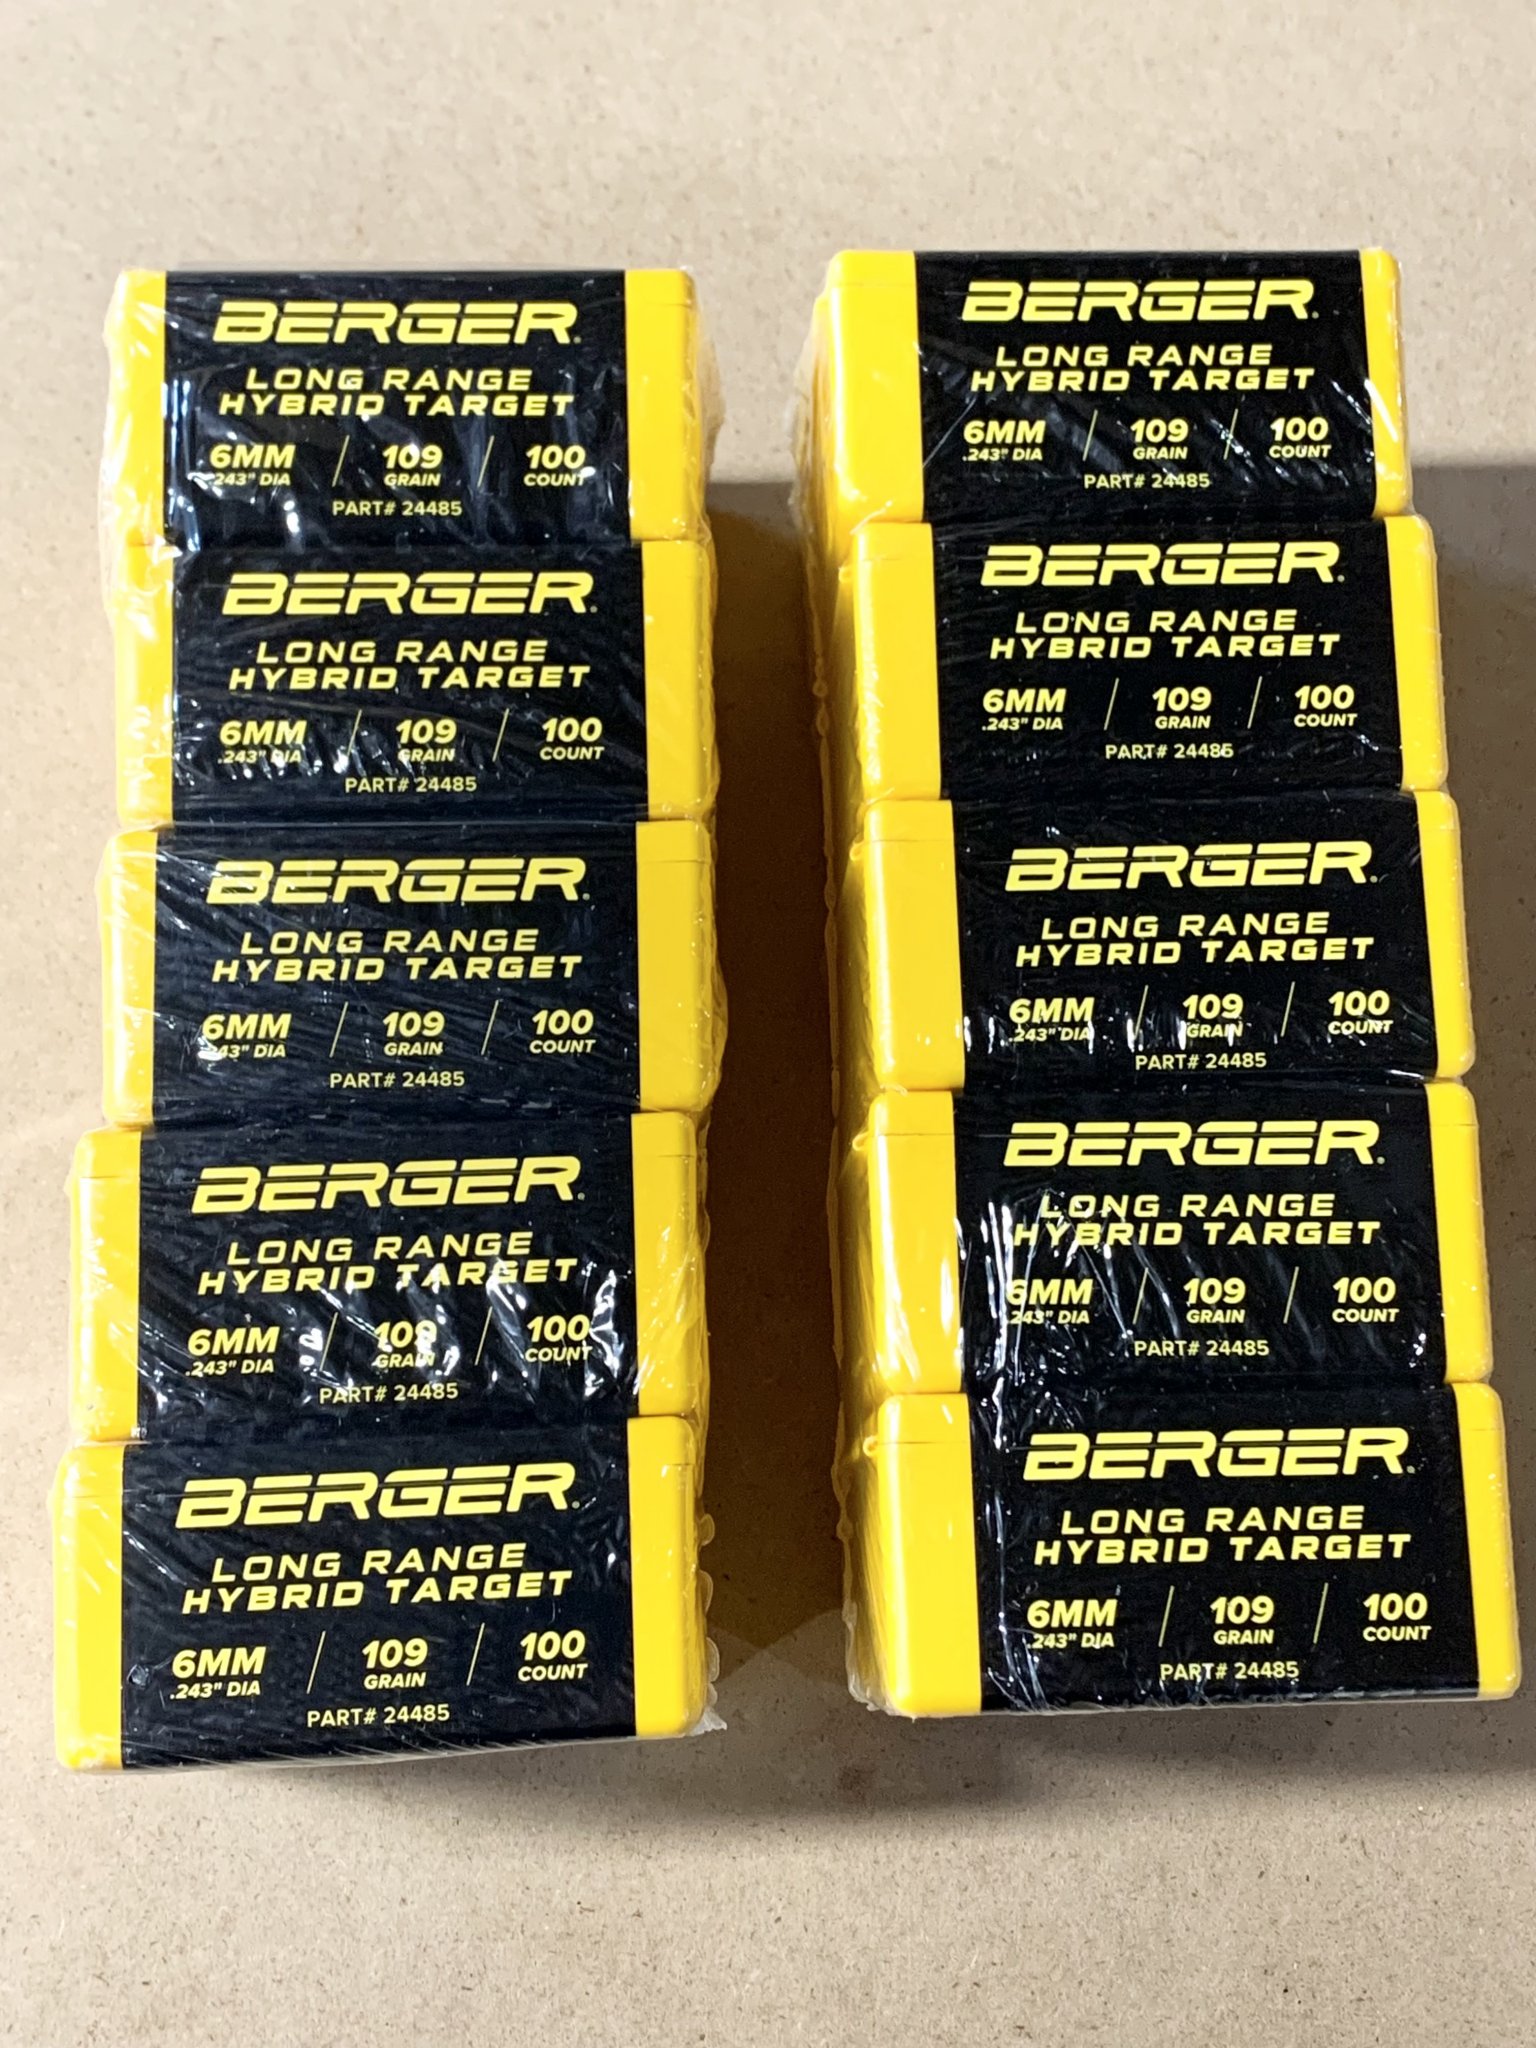 BERGER
LONG RANGE
HYBRID TARGET
6MM / 109 / 100
.243" DIA GRAIN COUNT
PART# 24485
BERGER
LONG RANGE
HYBRID TARGET
6MM / 109 / 100
.243" DIA GRAIN COUNT
PART# 24485
BERGER
LONG RANGE
HYBRID TARGET
6MM / 109 / 100
.243" DIA GRAIN COUNT
PART# 24485
BERGER
LONG RANGE
HYBRID TARGET
6MM / 109 / 100
.243" DIA GRAIN COUNT
PART# 24485
BERGER
LONG RANGE
HYBRID TARGET
6MM / 109 / 100
.243" DIA GRAIN COUNT
PART# 24485
BERGER
LONG RANGE
HYBRID TARGET
6MM / 109 / 100
.243" DIA GRAIN COUNT
PART# 24485
BERGER
LONG RANGE
HYBRID TARGET
6MM / 109 / 100
.243" DIA GRAIN COUNT
PART# 24485
BERGER
LONG RANGE
HYBRID TARGET
6MM / 109 / 100
.243" DIA GRAIN COUNT
PART# 24485
BERGER
LONG RANGE
HYBRID TARGET
6MM / 109 / 100
.243" DIA GRAIN COUNT
PART# 24485
BERGER
LONG RANGE
HYBRID TARGET
6MM / 109 / 100
.243" DIA GRAIN COUNT
PART# 24485